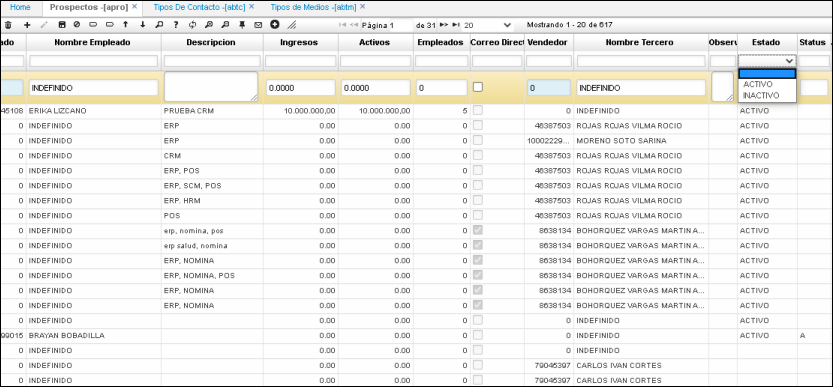 Home Prospectos -[apro] X Tipos De Contacto -[abtc] X Tipos de Medios -[abtm] X
Página 1 de 31 20 Mostrando 1 - 20 de 617
ado Nombre Empleado Descripcion Ingresos Activos Empleados Correo Direct Vendedor Nombre Tercero Observ Estado Status
INDEFINIDO 0.0000 0.0000 0 0 INDEFINIDO
ACTIVO
INACTIVO
45108 ERIKA LIZCANO PRUEBA CRM 10.000.000,00 10.000.000,00 5 0 INDEFINIDO ACTIVO
0 INDEFINIDO ERP 0.00 0.00 0 46387503 ROJAS ROJAS VILMA ROCIO ACTIVO
0 INDEFINIDO ERP 0.00 0.00 0 10002229... MORENO SOTO SARINA ACTIVO
0 INDEFINIDO CRM 0.00 0.00 0 46387503 ROJAS ROJAS VILMA ROCIO ACTIVO
0 INDEFINIDO ERP, POS 0.00 0.00 0 46387503 ROJAS ROJAS VILMA ROCIO ACTIVO
0 INDEFINIDO ERP, SCM, POS 0.00 0.00 0 46387503 ROJAS ROJAS VILMA ROCIO ACTIVO
0 INDEFINIDO ERP. HRM 0.00 0.00 0 46387503 ROJAS ROJAS VILMA ROCIO ACTIVO
0 INDEFINIDO POS 0.00 0.00 0 46387503 ROJAS ROJAS VILMA ROCIO ACTIVO
0 INDEFINIDO erp, nomina, pos 0.00 0.00 0 8638134 BOHORQUEZ VARGAS MARTIN A... ACTIVO
0 INDEFINIDO erp salud, nomina 0.00 0.00 0 8638134 BOHORQUEZ VARGAS MARTIN A... ACTIVO
0 INDEFINIDO ERP, NOMINA 0.00 0.00 0 8638134 BOHORQUEZ VARGAS MARTIN A... ACTIVO
0 INDEFINIDO ERP, NOMINA, POS 0.00 0.00 0 8638134 BOHORQUEZ VARGAS MARTIN A... ACTIVO
0 INDEFINIDO ERP, NOMINA 0.00 0.00 0 8638134 BOHORQUEZ VARGAS MARTIN A... ACTIVO
0 INDEFINIDO ERP, NOMINA 0.00 0.00 0 8638134 BOHORQUEZ VARGAS MARTIN A... ACTIVO
0 INDEFINIDO 0.00 0.00 0 0 INDEFINIDO ACTIVO
99015 BRAYAN BOBADILLA 0.00 0.00 0 0 INDEFINIDO ACTIVO A
0 INDEFINIDO 0.00 0.00 0 0 INDEFINIDO
0 INDEFINIDO 0.00 0.00 0 79045397 CARLOS IVAN CORTES
0 INDEFINIDO 0.00 0.00 0 79045397 CARLOS IVAN CORTES